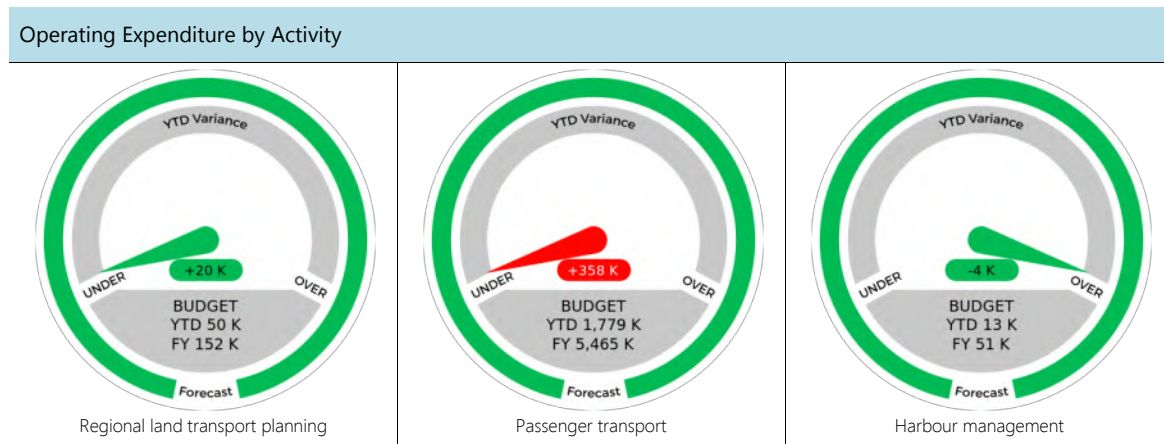 Operating Expenditure by Activity
YTD Variance
+20 K
UNDER
OVER
BUDGET
YTD 50 K
FY 152 K
Forecast
Regional land transport planning
YTD Variance
+358 K
UNDER
OVER
BUDGET
YTD 1,779 K
FY 5,465 K
Forecast
Passenger transport
YTD Variance
-4 K
UNDER
OVER
BUDGET
YTD 13 K
FY 51 K
Forecast
Harbour management